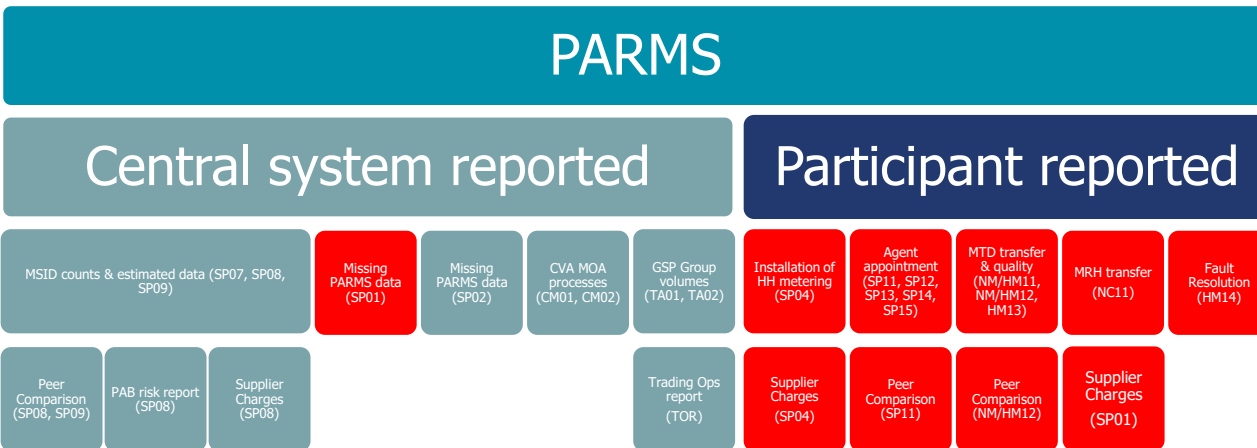 PARMS
Central system reported
Participant reported
MSID counts & estimated data (SP07, SP08,
SP09)
Missing
PARMS data
(SP01)
Missing
PARMS data
(SP02)
CVA MOA
processes
(CM01, CM02)
GSP Group
volumes
(TA01, TA02)
Installation of
HH metering
(SP04)
Agent
appointment
(SP11, SP12,
SP13, SP14,
SP15)
MTD transfer
& quality
(NM/HM11,
NM/HM12,
HM13)
MRH transfer
(NC11)
Fault
Resolution
(HM14)
Peer
Comparison
(SP08, SP09)
PAB risk report
(SP08)
Supplier
Charges
(SP08)
Trading Ops
report
(TOR)
Supplier
Charges
(SP04)
Peer
Comparison
(SP11)
Peer
Comparison
(NM/HM12)
Supplier
Charges
(SP01)